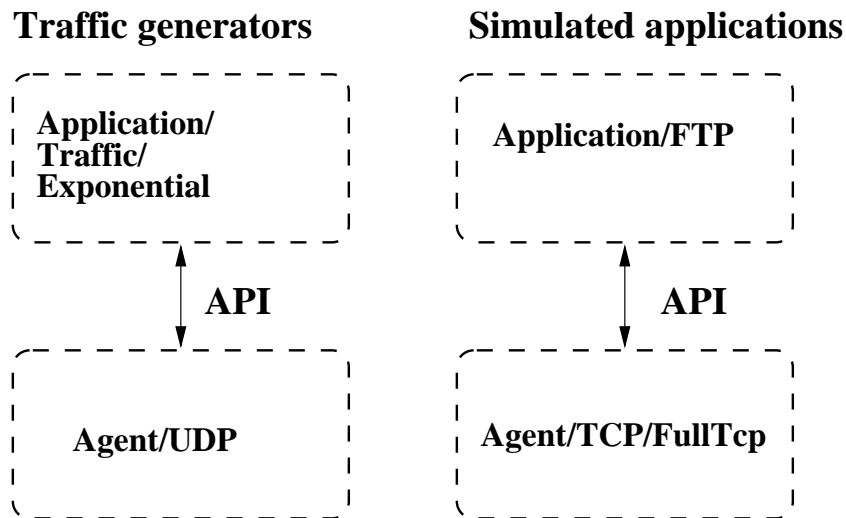 Traffic generators
Application/
Traffic/
Exponential
API
Agent/UDP
Simulated applications
Application/FTP
API
Agent/TCP/FullTcp